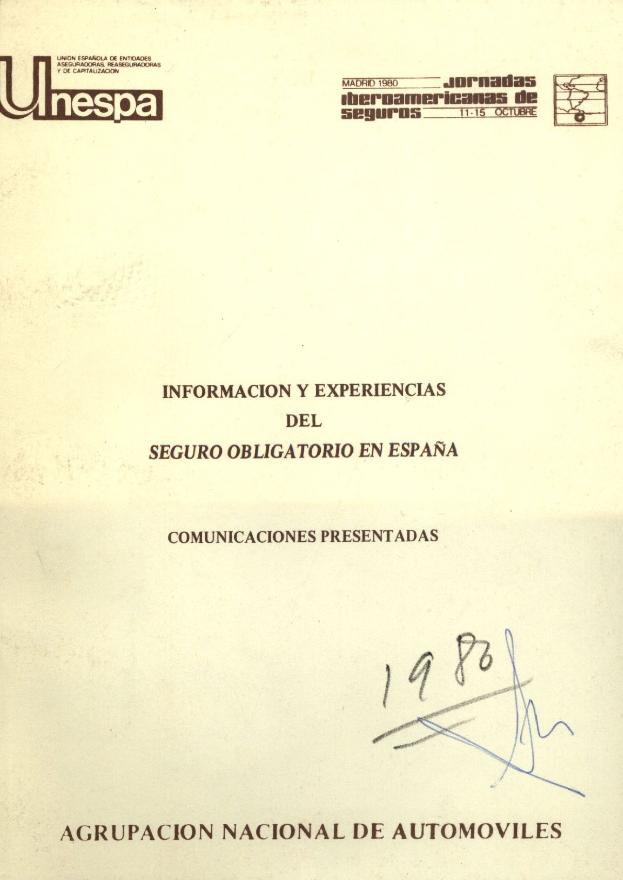 UNION ESPAÑOLA DE ENTIDADES
ASEGURADORAS, REASEGURADORAS
Y DE CAPITALIZACION
Unespa
MADRID 1980 Jornadas
iberoamericanas de
seguros 11-15 OCTUBRE
INFORMACION Y EXPERIENCIAS
DEL
SEGURO OBLIGATORIO EN ESPAÑA
COMUNICACIONES PRESENTADAS
1980
AGRUPACION NACIONAL DE AUTOMOVILES